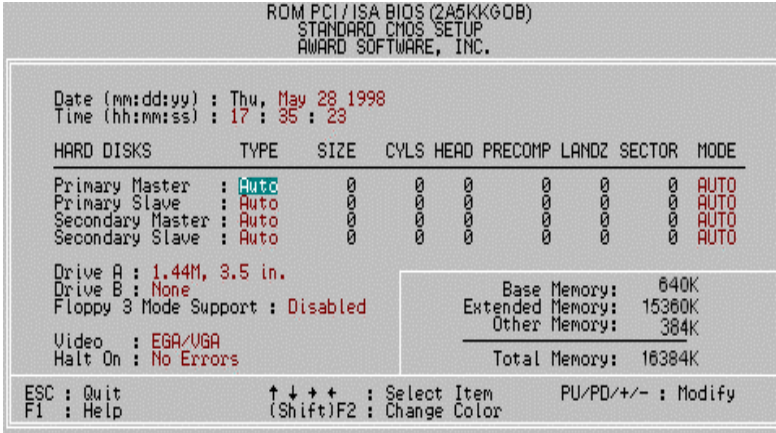 ROM PCI/ISA BIOS (2A5KKGOB)
STANDARD CMOS SETUP
AWARD SOFTWARE, INC.
Date (mm:dd:yy) : Thu, May 28 1998
Time (hh:mm:ss) : 17 : 35 : 23
HARD DISKS TYPE SIZE CYLS HEAD PRECOMP LANDZ SECTOR MODE
Primary Master : Auto 0 0 0 0 0 0 AUTO
Primary Slave : Auto 0 0 0 0 0 0 AUTO
Secondary Master : Auto 0 0 0 0 0 0 AUTO
Secondary Slave : Auto 0 0 0 0 0 0 AUTO
Drive A : 1.44M, 3.5 in.
Drive B : None
Floppy 3 Mode Support : Disabled
Video : EGA/VGA
Halt On : No Errors
Base Memory: 640K
Extended Memory: 15360K
Other Memory: 384K
Total Memory: 16384K
ESC : Quit ↑ ↓ → ← : Select Item PU/PD/+/- : Modify
F1 : Help (Shift)F2 : Change Color